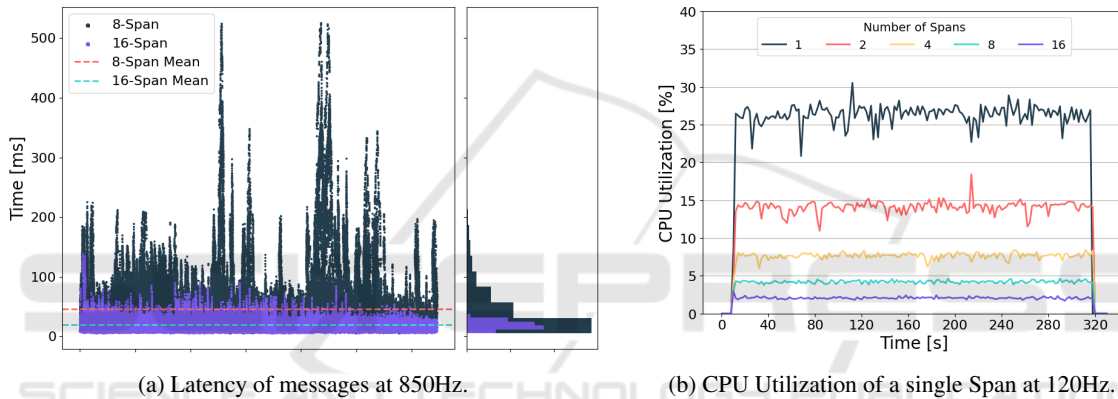 500
400
300
200
100
0
Time [ms]
8-Span
16-Span
8-Span Mean
16-Span Mean
(a) Latency of messages at 850Hz.
40
35
30
25
20
15
10
5
0
CPU Utilization [%]
Number of Spans
1 2 4 8 16
0 40 80 120 160 200 240 280 320
Time [s]
(b) CPU Utilization of a single Span at 120Hz.